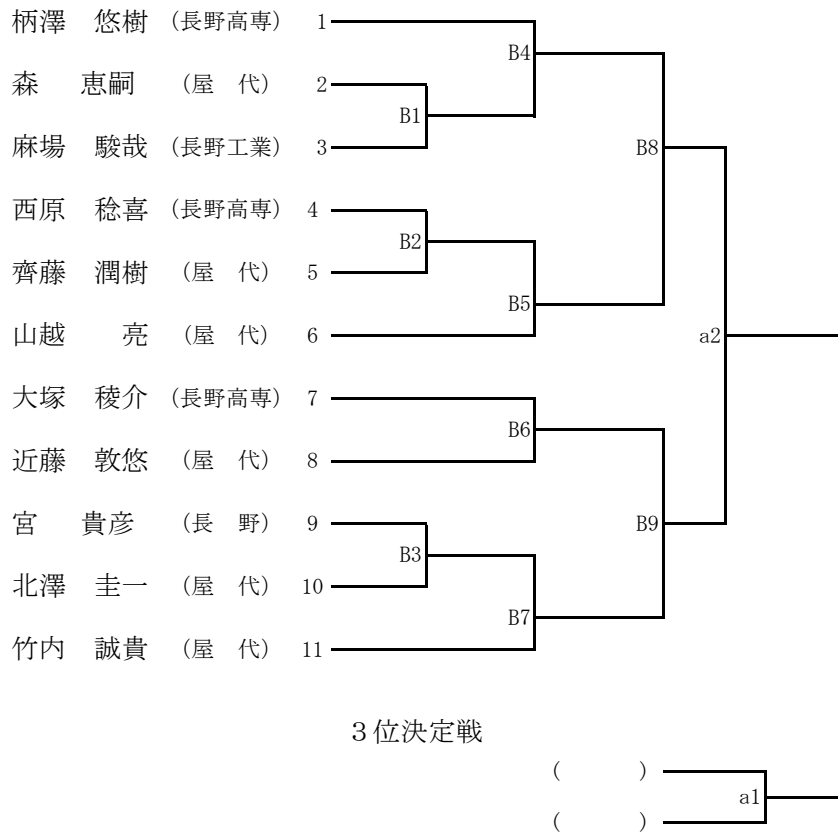 柄澤 悠樹 (長野高専) 1
B4
森 恵嗣 (屋 代) 2
B1
麻場 駿哉 (長野工業) 3
B8
西原 稔喜 (長野高専) 4
B2
齊藤 潤樹 (屋 代) 5
B5
山越 亮 (屋 代) 6
a2
大塚 稜介 (長野高専) 7
B6
近藤 敦悠 (屋 代) 8
宮 貴彦 (長 野) 9
B9
B3
北澤 圭一 (屋 代) 10
B7
竹内 誠貴 (屋 代) 11
３位決定戦
( )
a1
( )